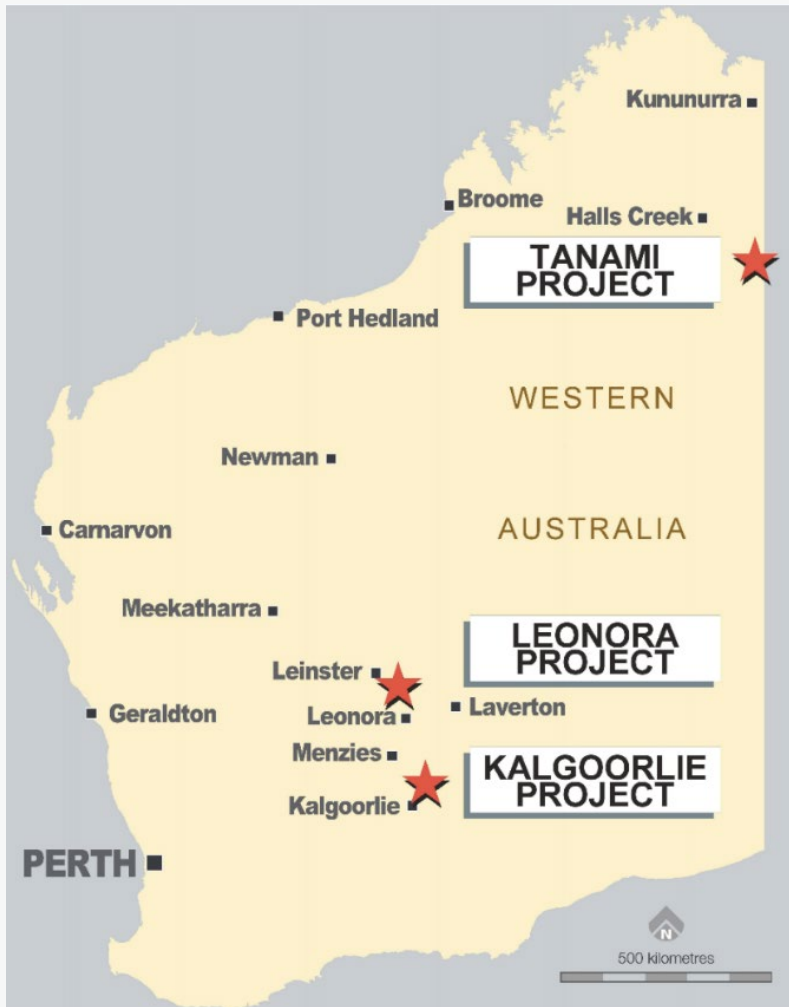 Kununurra
Broome
Halls Creek
TANAMI
PROJECT
Port Hedland
WESTERN
Newman
AUSTRALIA
Carnarvon
Meekatharra
LEONORA
PROJECT
Leinster
Laverton
Geraldton
Leonora
Menzies
KALGOORLIE
PROJECT
Kalgoorlie
PERTH
N
500 kilometres